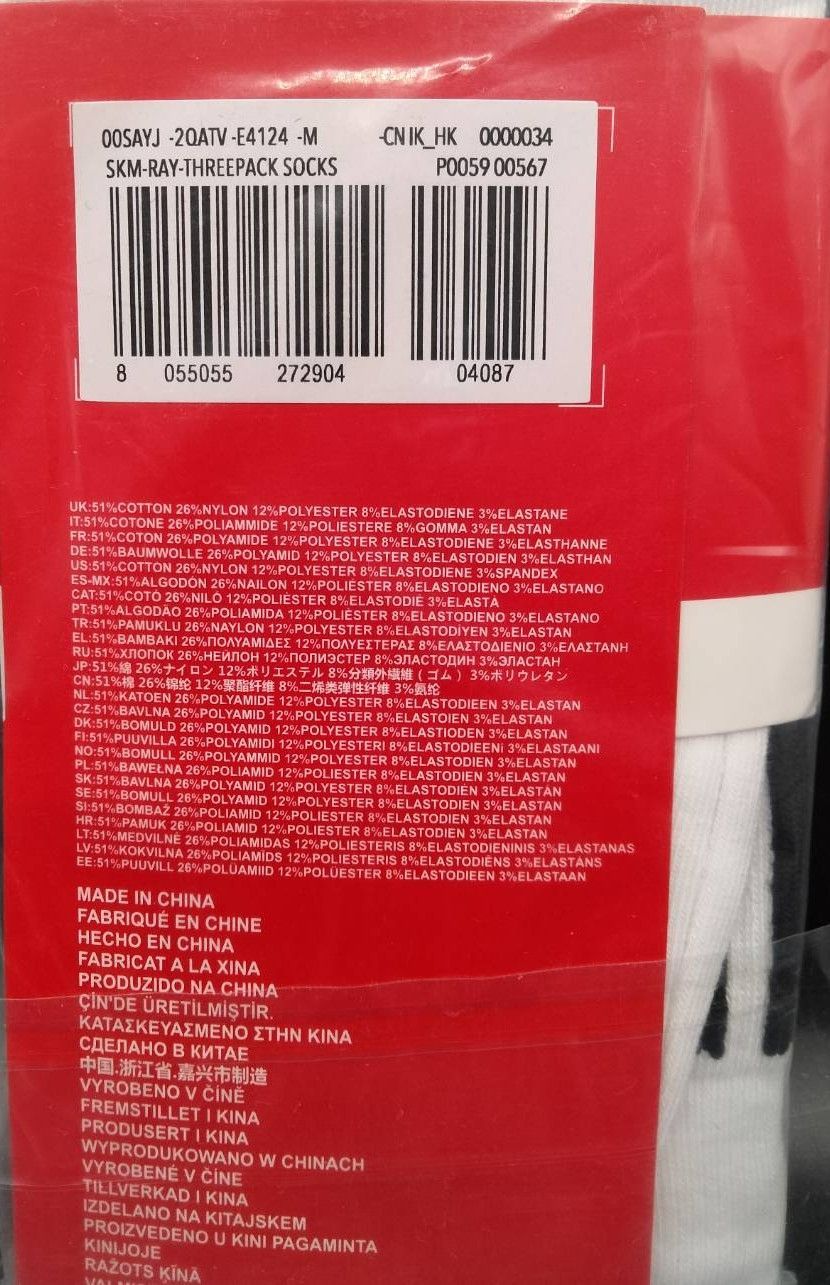 00SAYJ -2QATV -E4124 -M -CN IK_HK 0000034
SKM-RAY-THREEPACK SOCKS P0059 00567
8 055055 272904 04087
UK:51%COTTON 26%NYLON 12%POLYESTER 8%ELASTODIENE 3%ELASTANE
IT:51%COTONE 26%POLIAMMIDE 12%POLIESTERE 8%GOMMA 3%ELASTAN
FR:51%COTON 26%POLYAMIDE 12%POLYESTER 8%ELASTODIENE 3%ELASTHANNE
DE:51%BAUMWOLLE 26%POLYAMID 12%POLYESTER 8%ELASTODIEN 3%ELASTHAN
US:51%COTTON 26%NYLON 12%POLYESTER 8%ELASTODIENE 3%SPANDEX
ES-MX:51%ALGODÓN 26%NAILON 12%POLIÉSTER 8%ELASTODIENO 3%ELASTANO
CAT:51%COTÓ 26%NILÓ 12%POLIÈSTER 8%ELASTODIÈ 3%ELASTÀ
PT:51%ALGODÃO 26%POLIAMIDA 12%POLIÉSTER 8%ELASTODIENO 3%ELASTANO
TR:51%PAMUKLU 26%NAYLON 12%POLYESTER 8%ELASTODİYEN 3%ELASTAN
EL:51%ΒΑΜΒΑΚΙ 26%ΠΟΛΥΑΜΙΔΕΣ 12%ΠΟΛΥΕΣΤΕΡΑΣ 8%ΕΛΑΣΤΟΔΙΕΝΙΟ 3%ΕΛΑΣΤΑΝΗ
RU:51%ХЛОПОК 26%НЕЙЛОН 12%ПОЛИЭСТЕР 8%ЭЛАСТОДИН 3%ЭЛАСТАН
JP:51%綿 26%ナイロン 12%ポリエステル 8%分類外繊維 ( ゴム ) 3%ポリウレタン
CN:51%棉 26%锦纶 12%聚酯纤维 8%二烯类弹性纤维 3%氨纶
NL:51%KATOEN 26%POLYAMIDE 12%POLYESTER 8%ELASTODIEEN 3%ELASTAN
CZ:51%BAVLNA 26%POLYAMID 12%POLYESTER 8%ELASTOIEN 3%ELASTAN
DK:51%BOMULD 26%POLYAMID 12%POLYESTER 8%ELASTIODEN 3%ELASTAN
FI:51%PUUVILLA 26%POLYAMIDI 12%POLYESTERI 8%ELASTODIEENi 3%ELASTAANI
NO:51%BOMULL 26%POLYAMMID 12%POLYESTER 8%ELASTODIEN 3%ELASTAN
PL:51%BAWEŁNA 26%POLIAMID 12%POLIESTER 8%ELASTODIEN 3%ELASTAN
SK:51%BAVLNA 26%POLYAMID 12%POLYESTER 8%ELASTODIÉN 3%ELASTÁN
SE:51%BOMULL 26%POLYAMID 12%POLYESTER 8%ELASTODIEN 3%ELASTAN
SI:51%BOMBAŽ 26%POLIAMID 12%POLIESTER 8%ELASTODIEN 3%ELASTAN
HR:51%PAMUK 26%POLIAMID 12%POLIESTER 8%ELASTODIEN 3%ELASTAN
LT:51%MEDVILNĖ 26%POLIAMIDAS 12%POLIESTERIS 8%ELASTODIENINIS 3%ELASTANAS
LV:51%KOKVILNA 26%POLIAMĪDS 12%POLIESTERIS 8%ELASTODIĒNS 3%ELASTĀNS
EE:51%PUUVILL 26%POLÜAMIID 12%POLÜESTER 8%ELASTODIEEN 3%ELASTAAN
MADE IN CHINA
FABRIQUÉ EN CHINE
HECHO EN CHINA
FABRICAT A LA XINA
PRODUZIDO NA CHINA
ÇİN'DE ÜRETİLMİŞTİR.
ΚΑΤΑΣΚΕΥΑΣΜΕΝΟ ΣΤΗΝ ΚΙΝΑ
СДЕЛАНО В КИТАЕ
中国.浙江省.嘉兴市制造
VYROBENO V ČÍNĚ
FREMSTILLET I KINA
PRODUSERT I KINA
WYPRODUKOWANO W CHINACH
VYROBENÉ V ČÍNE
TILLVERKAD I KINA
IZDELANO NA KITAJSKEM
PROIZVEDENO U KINI PAGAMINTA
KINIJOJE
RAŽOTS ĶĪNĀ